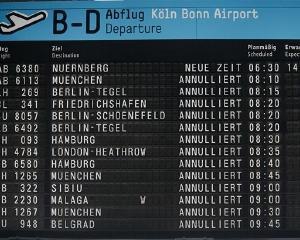 B-D Abflug Köln Bonn Airport
Departure
Ziel Planmäßig
Destination Scheduled
6380 NUERNBERG NEUE ZEIT 06:30 14
6113 MUENCHEN ANNULLIERT 08:10
269 BERLIN-TEGEL ANNULLIERT 08:15
341 FRIEDRICHSHAFEN ANNULLIERT 08:20
8057 BERLIN-SCHOENEFELD ANNULLIERT 08:20
6492 BERLIN-TEGEL ANNULLIERT 08:20
093 HAMBURG ANNULLIERT 08:30
4784 LONDON-HEATHROW ANNULLIERT 08:35
6580 HAMBURG ANNULLIERT 08:40
1265 MUENCHEN ANNULLIERT 08:45
322 SIBIU ANNULLIERT 09:00
2230 MALAGA W ANNULLIERT 09:00
1267 MUENCHEN ANNULLIERT 09:30
948 BELGRAD ANNULLIERT 09:45